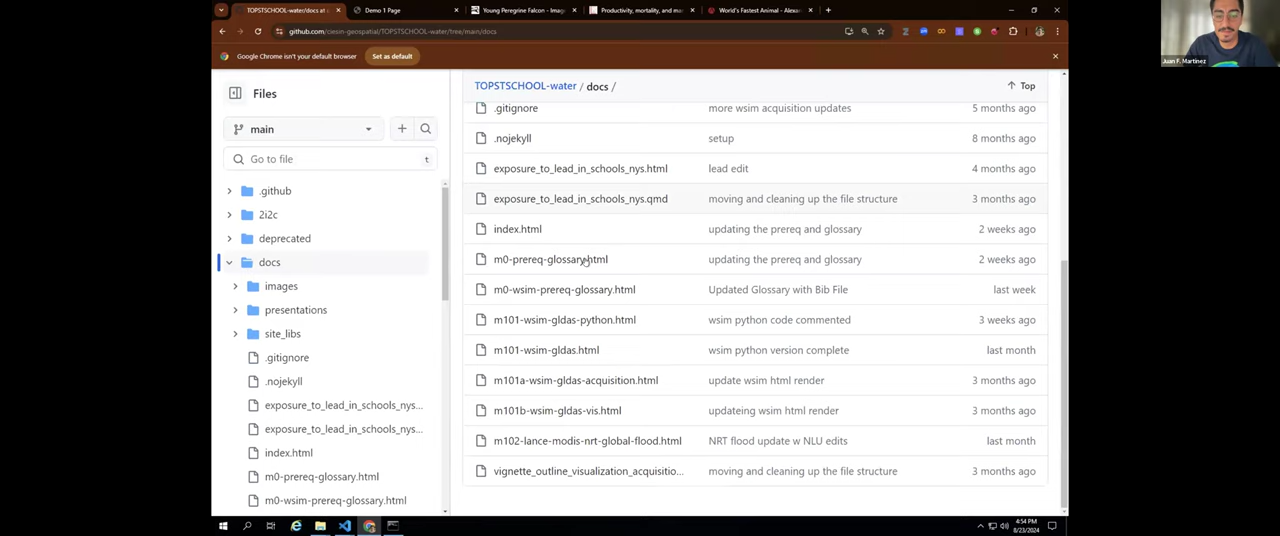 TOPSTSCHOOL-water/docs at
Demo 1 Page
Young Peregrine Falcon - Imag
Productivity, mortality, and ma
World's Fastest Animal - Alexan
github.com/ciesin-geospatial/TOPSTSCHOOL-water/tree/main/docs
Google Chrome isn't your default browser
Set as default
Juan F. Martinez
Files
main
Go to file
t
.github
2i2c
deprecated
docs
images
presentations
site_libs
.gitignore
.nojekyll
exposure_to_lead_in_schools_nys...
exposure_to_lead_in_schools_nys...
index.html
m0-prereq-glossary.html
m0-wsim-prereq-glossary.html
TOPSTSCHOOL-water / docs /
Top
.gitignore more wsim acquisition updates 5 months ago
.nojekyll setup 8 months ago
exposure_to_lead_in_schools_nys.html lead edit 4 months ago
exposure_to_lead_in_schools_nys.qmd moving and cleaning up the file structure 3 months ago
index.html updating the prereq and glossary 2 weeks ago
m0-prereq-glossary.html updating the prereq and glossary 2 weeks ago
m0-wsim-prereq-glossary.html Updated Glossary with Bib File last week
m101-wsim-gldas-python.html wsim python code commented 3 weeks ago
m101-wsim-gldas.html wsim python version complete last month
m101a-wsim-gldas-acquisition.html update wsim html render 3 months ago
m101b-wsim-gldas-vis.html updateing wsim html render 3 months ago
m102-lance-modis-nrt-global-flood.html NRT flood update w NLU edits last month
vignette_outline_visualization_acquisitio... moving and cleaning up the file structure 3 months ago
4:54 PM
8/23/2024